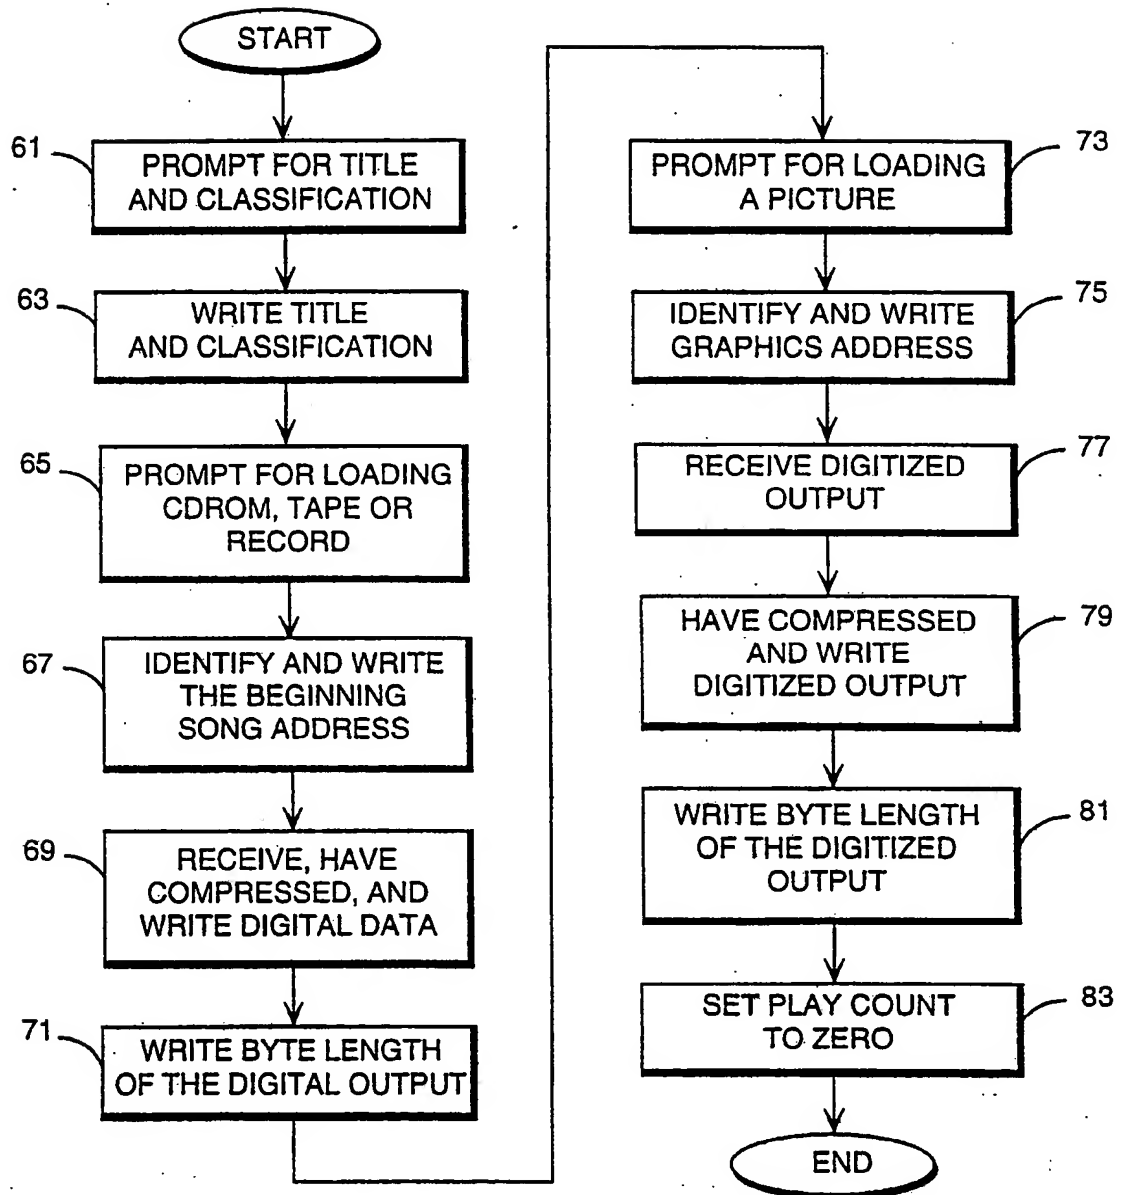 START
61
PROMPT FOR TITLE
AND CLASSIFICATION
63
WRITE TITLE
AND CLASSIFICATION
65
PROMPT FOR LOADING
CDROM, TAPE OR
RECORD
67
IDENTIFY AND WRITE
THE BEGINNING
SONG ADDRESS
69
RECEIVE, HAVE
COMPRESSED, AND
WRITE DIGITAL DATA
71
WRITE BYTE LENGTH
OF THE DIGITAL OUTPUT
73
PROMPT FOR LOADING
A PICTURE
75
IDENTIFY AND WRITE
GRAPHICS ADDRESS
77
RECEIVE DIGITIZED
OUTPUT
79
HAVE COMPRESSED
AND WRITE
DIGITIZED OUTPUT
81
WRITE BYTE LENGTH
OF THE DIGITIZED
OUTPUT
83
SET PLAY COUNT
TO ZERO
END